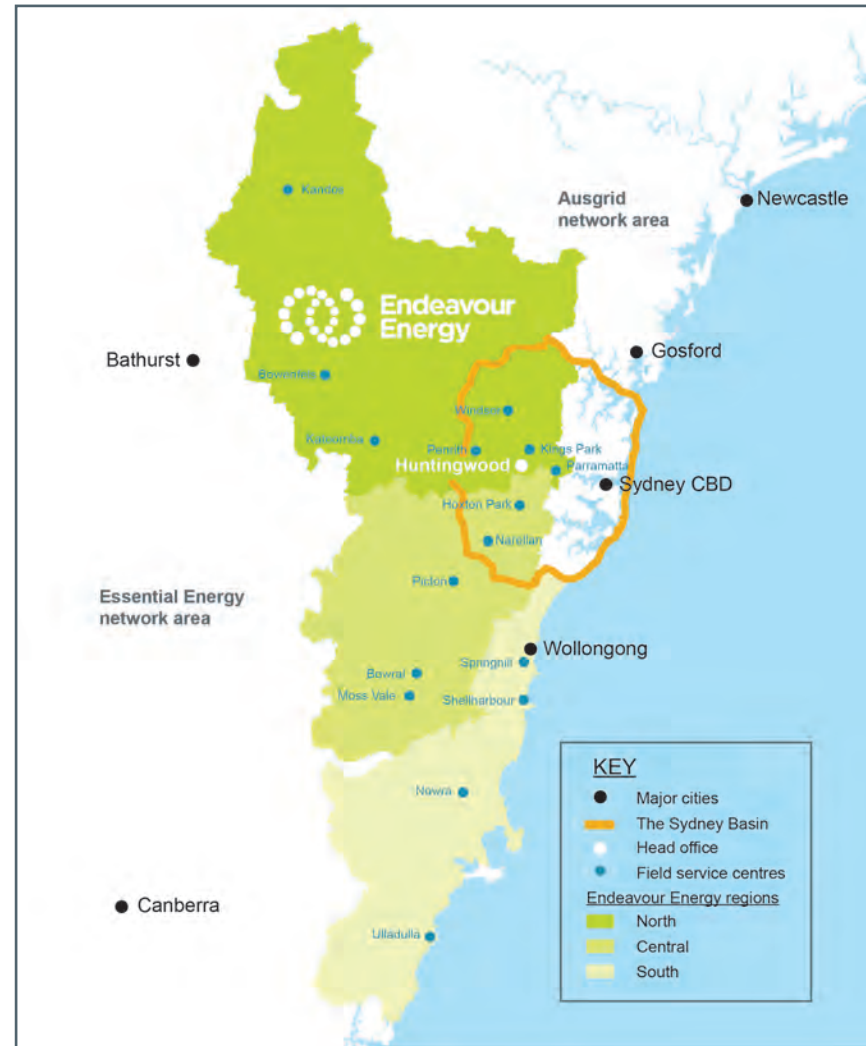 Kandos
Ausgrid
network area
Newcastle
Endeavour
Energy
Gosford
Bathurst
Bowenfels
Windsor
Katoomba
Penrith
Kings Park
Huntingwood
Parramatta
Sydney CBD
Hoxton Park
Narellan
Picton
Essential Energy
network area
Wollongong
Springhill
Bowral
Moss Vale
Shellharbour
Nowra
Canberra
Ulladulla
KEY
Major cities
The Sydney Basin
Head office
Field service centres
Endeavour Energy regions
North
Central
South